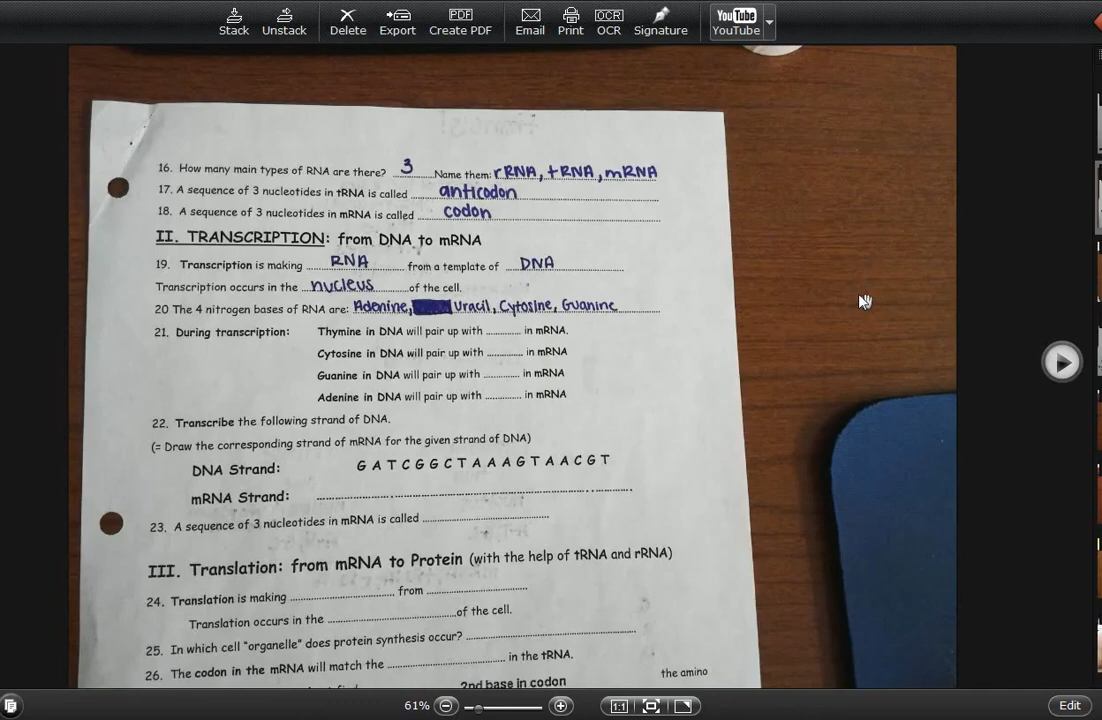 Stack Unstack Delete Export PDF Create PDF Email Print OCR OCR Signature You Tube YouTube
16. How many main types of RNA are there? 3 Name them: rRNA, tRNA, mRNA
17. A sequence of 3 nucleotides in tRNA is called anticodon
18. A sequence of 3 nucleotides in mRNA is called codon
II. TRANSCRIPTION: from DNA to mRNA
19. Transcription is making RNA from a template of DNA
Transcription occurs in the nucleus of the cell.
20 The 4 nitrogen bases of RNA are: Adenine, Uracil, Cytosine, Guanine
21. During transcription: Thymine in DNA will pair up with ............ in mRNA.
Cytosine in DNA will pair up with ............ in mRNA
Guanine in DNA will pair up with ............ in mRNA
Adenine in DNA will pair up with ............ in mRNA
22. Transcribe the following strand of DNA.
(= Draw the corresponding strand of mRNA for the given strand of DNA)
DNA Strand: G A T C G G C T A A A G T A A C G T
mRNA Strand: ............
23. A sequence of 3 nucleotides in mRNA is called ............
III. Translation: from mRNA to Protein (with the help of tRNA and rRNA)
24. Translation is making ............ from ............
Translation occurs in the ............ of the cell.
25. In which cell "organelle" does protein synthesis occur? ............
26. The codon in the mRNA will match the ............ in the tRNA.
2nd base in codon the amino
61% 1:1 Edit